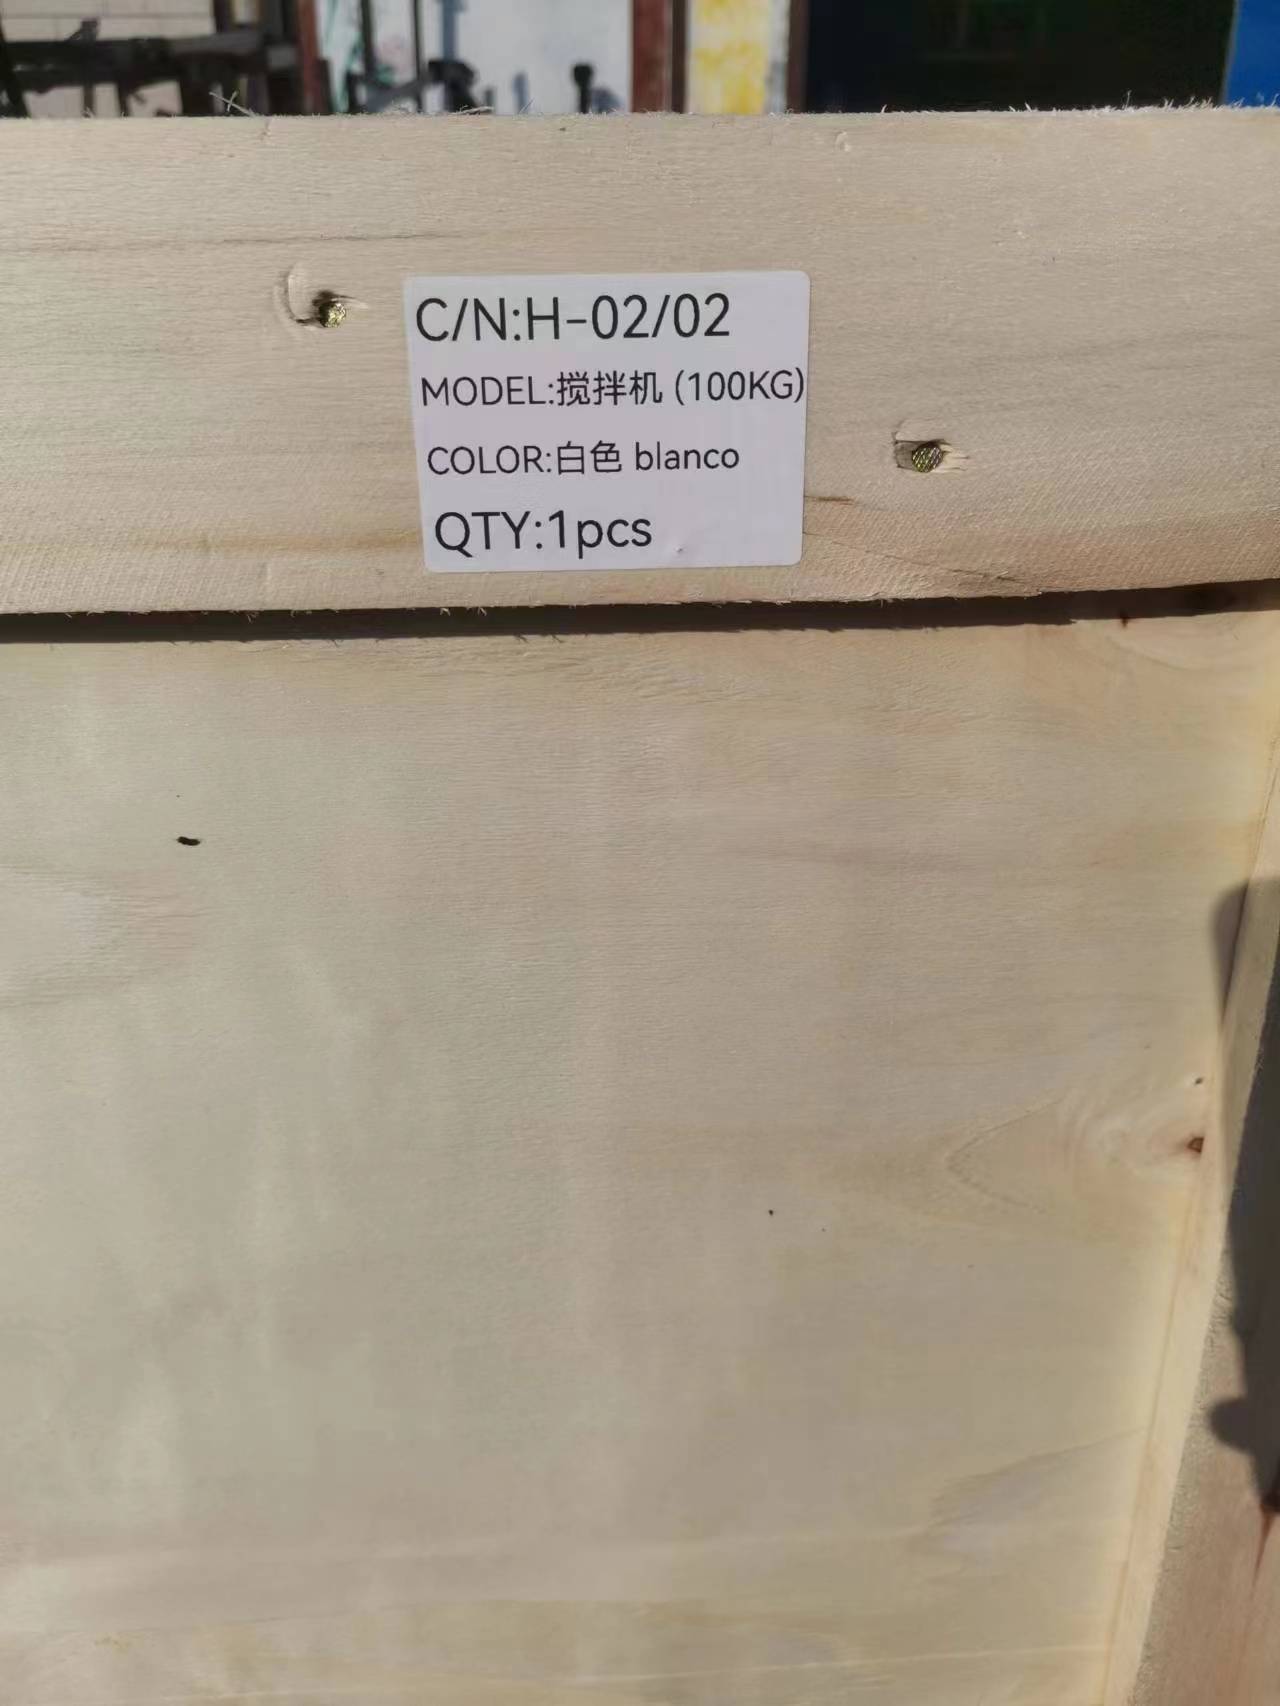 C/N:H-02/02
MODEL:搅拌机 (100KG)
COLOR:白色 blanco
QTY:1pcs